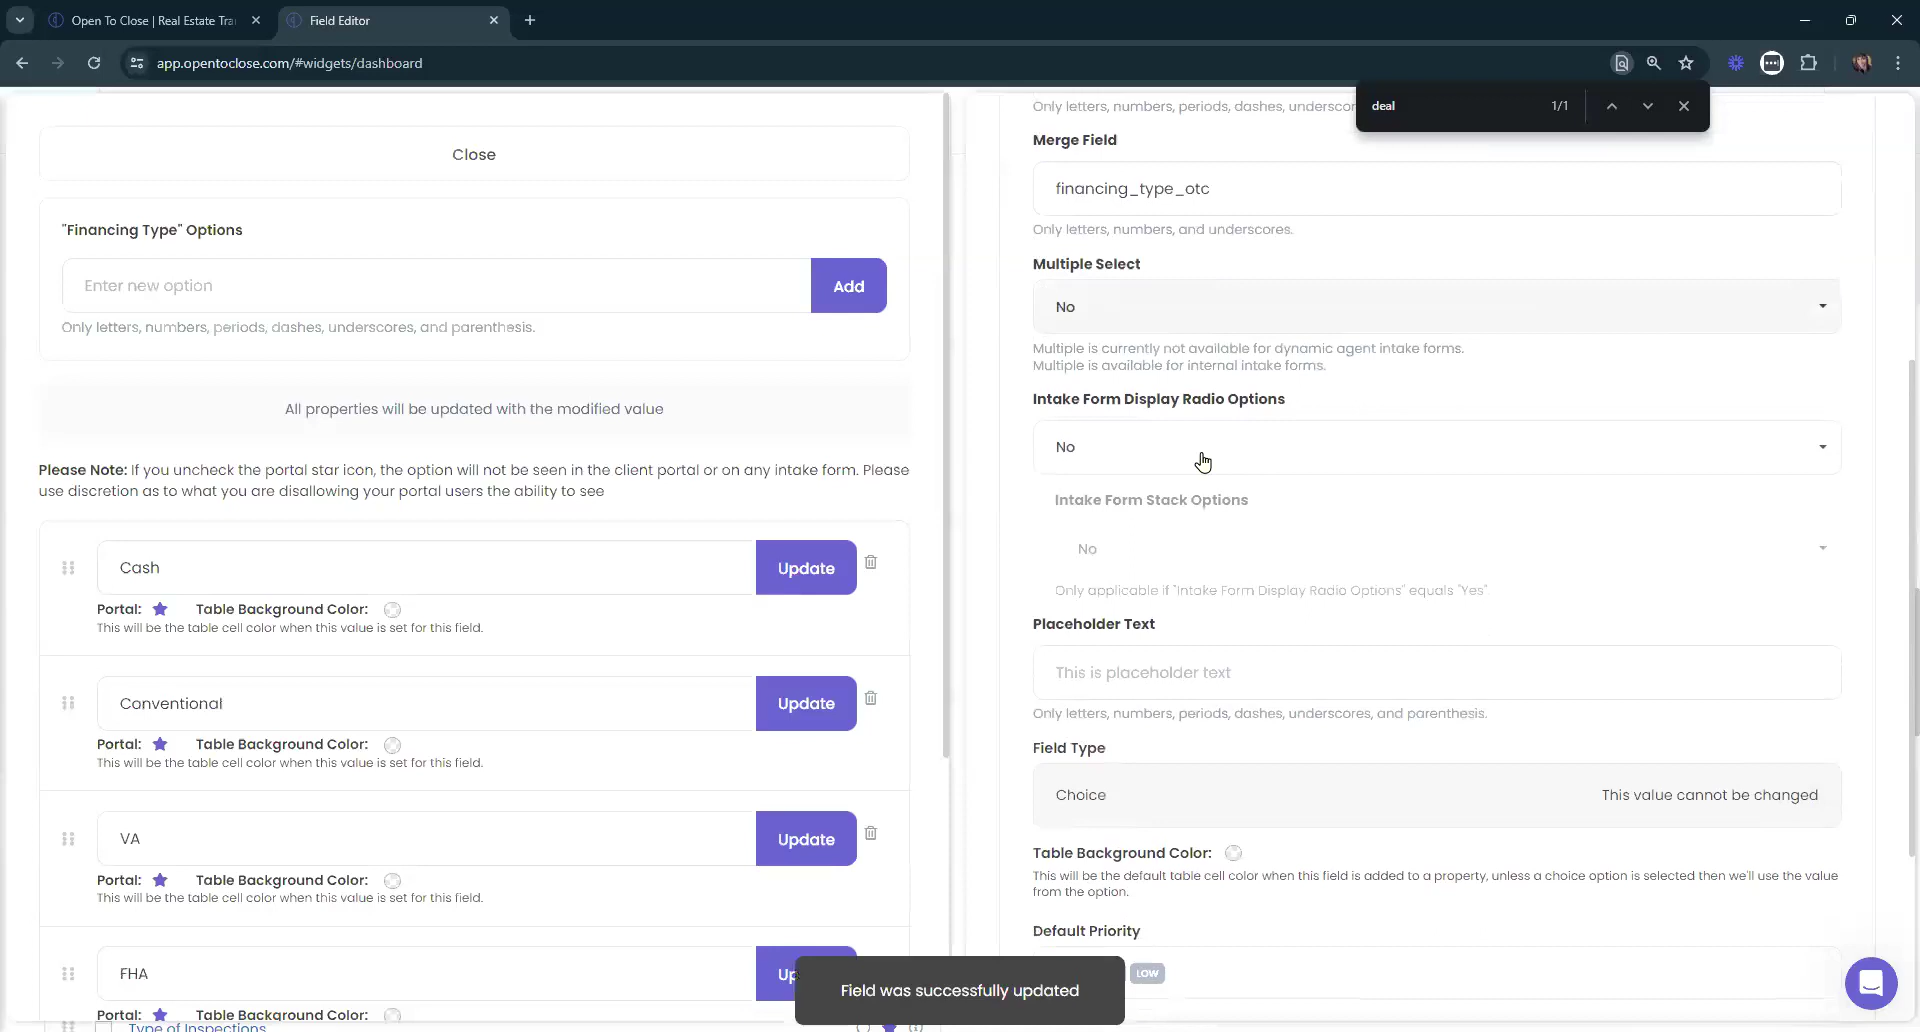 Open To Close | Real Estate Tra
Field Editor
app.opentoclose.com/#widgets/dashboard
deal
1/1
Close
"Financing Type" Options
Enter new option
Add
Only letters, numbers, periods, dashes, underscores, and parenthesis.
All properties will be updated with the modified value
Please Note: If you uncheck the portal star icon, the option will not be seen in the client portal or on any intake form. Please
use discretion as to what you are disallowing your portal users the ability to see
Cash
Update
Portal:
Table Background Color:
This will be the table cell color when this value is set for this field.
Conventional
Update
Portal:
Table Background Color:
This will be the table cell color when this value is set for this field.
VA
Update
Portal:
Table Background Color:
This will be the table cell color when this value is set for this field.
FHA
Up
Portal:
Table Background Color:
Type of Inspections
Only letters, numbers, periods, dashes, underscor
Merge Field
financing_type_otc
Only letters, numbers, and underscores.
Multiple Select
No
Multiple is currently not available for dynamic agent intake forms.
Multiple is available for internal intake forms.
Intake Form Display Radio Options
No
Intake Form Stack Options
No
Only applicable if "Intake Form Display Radio Options" equals "Yes".
Placeholder Text
This is placeholder text
Only letters, numbers, periods, dashes, underscores, and parenthesis.
Field Type
Choice
This value cannot be changed
Table Background Color:
This will be the default table cell color when this field is added to a property, unless a choice option is selected then we'll use the value
from the option.
Default Priority
LOW
Field was successfully updated